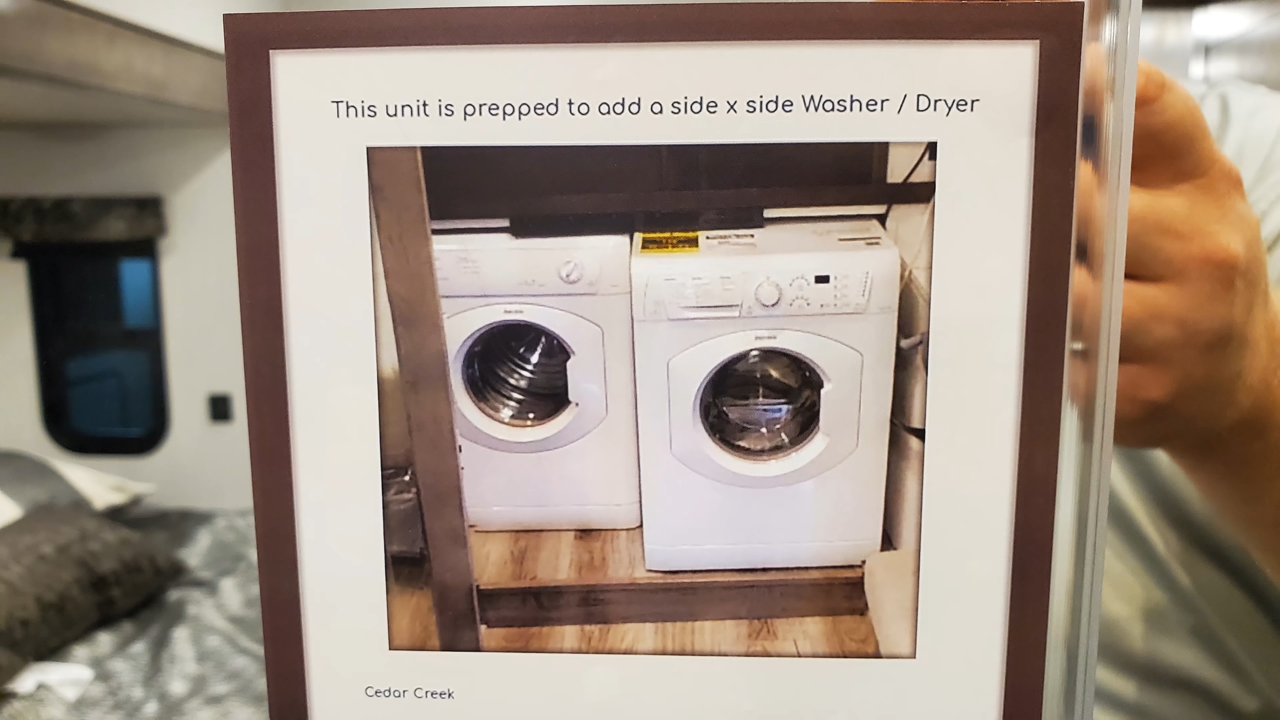 This unit is prepped to add a side x side Washer / Dryer
Cedar Creek